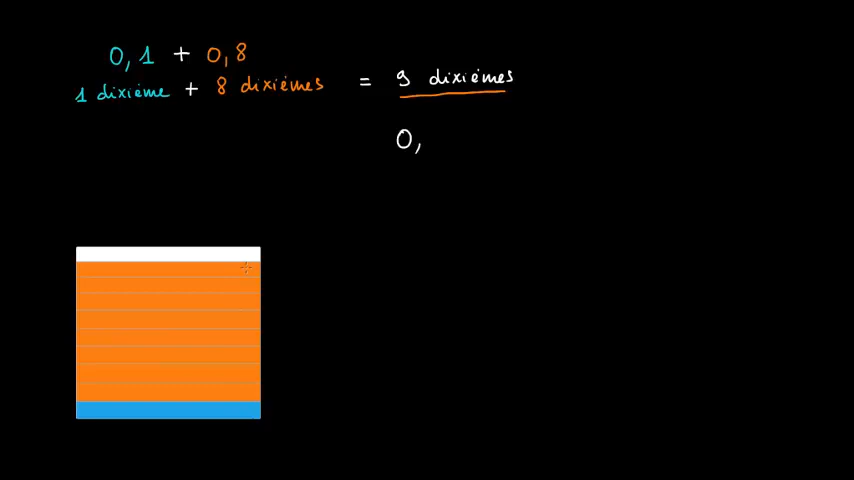 0,1 + 0,8
1 dixième + 8 dixièmes = 9 dixièmes
0,